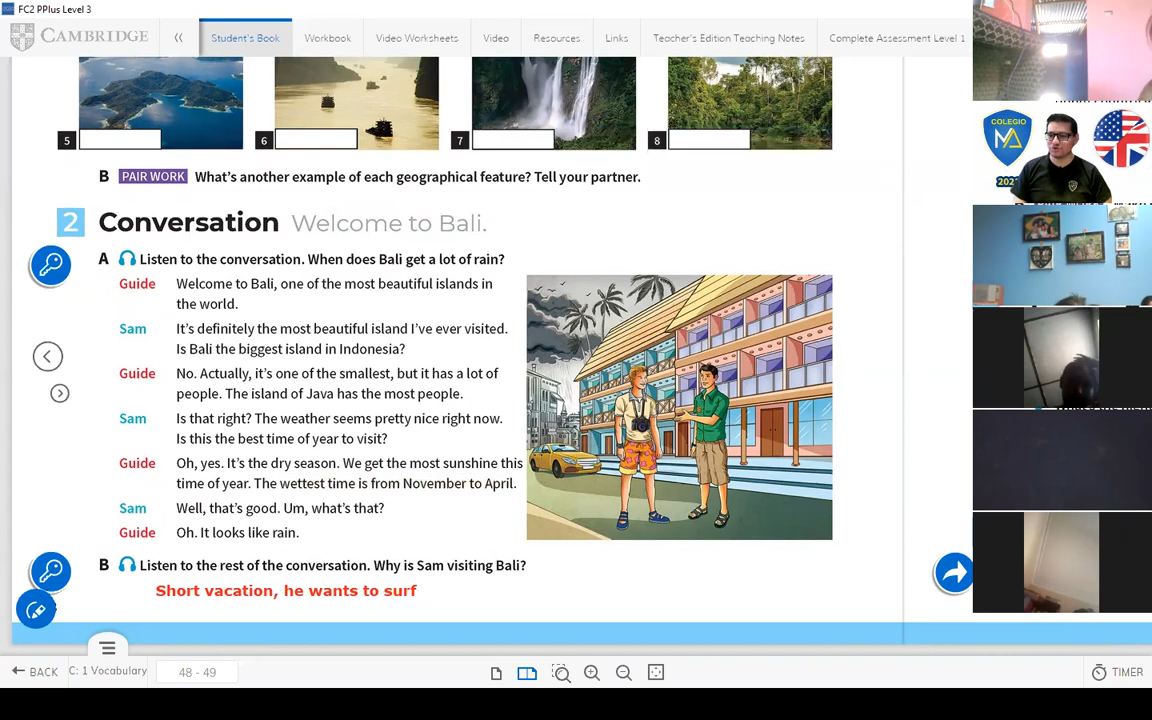 FC2 PPlus Level 3
CAMBRIDGE
Student's Book
Workbook
Video Worksheets
Video
Resources
Links
Teacher's Edition Teaching Notes
Complete Assessment Level 1
5
6
7
8
B PAIR WORK What's another example of each geographical feature? Tell your partner.
2 Conversation Welcome to Bali.
A Listen to the conversation. When does Bali get a lot of rain?
Guide Welcome to Bali, one of the most beautiful islands in
the world.
Sam It's definitely the most beautiful island I've ever visited.
Is Bali the biggest island in Indonesia?
Guide No. Actually, it's one of the smallest, but it has a lot of
people. The island of Java has the most people.
Sam Is that right? The weather seems pretty nice right now.
Is this the best time of year to visit?
Guide Oh, yes. It's the dry season. We get the most sunshine this
time of year. The wettest time is from November to April.
Sam Well, that's good. Um, what's that?
Guide Oh. It looks like rain.
B Listen to the rest of the conversation. Why is Sam visiting Bali?
Short vacation, he wants to surf
BACK
C: 1 Vocabulary
48 - 49
TIMER
COLEGIO
MA